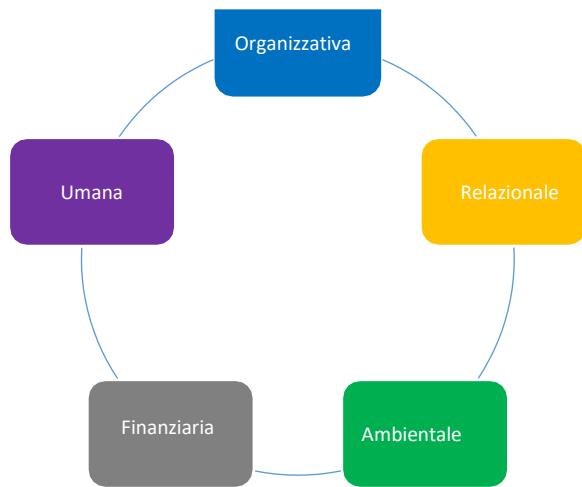 Organizzativa
Umana
Relazionale
Finanziaria
Ambientale